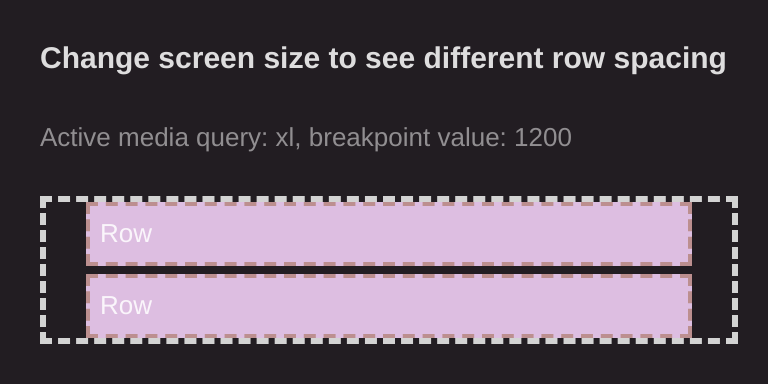 Change screen size to see different row spacing
Active media query: xl, breakpoint value: 1200
Row
Row